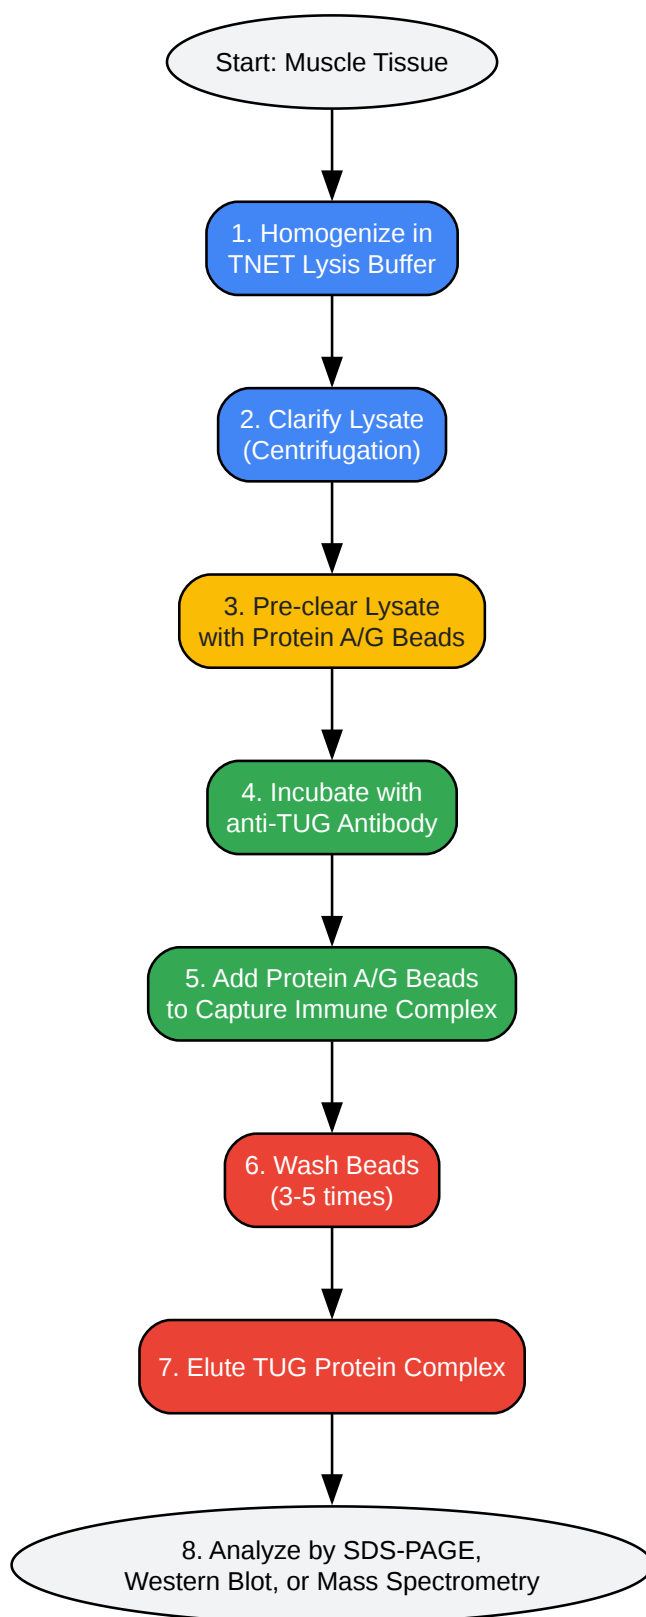 Start: Muscle Tissue
1. Homogenize in
TNET Lysis Buffer
2. Clarify Lysate
(Centrifugation)
3. Pre-clear Lysate
with Protein A/G Beads
4. Incubate with
anti-TUG Antibody
5. Add Protein A/G Beads
to Capture Immune Complex
6. Wash Beads
(3-5 times)
7. Elute TUG Protein Complex
8. Analyze by SDS-PAGE,
Western Blot, or Mass Spectrometry